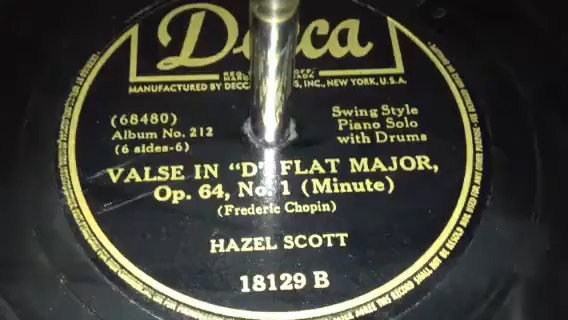 Decca
MANUFACTURED BY DECCA INC., NEW YORK, U.S.A.
(68480)
Album No. 212
(6 sides-6)
Swing Style
Piano Solo
with Drums
VALSE IN "D" FLAT MAJOR,
Op. 64, No. 1 (Minute)
(Frederic Chopin)
HAZEL SCOTT
18129 B